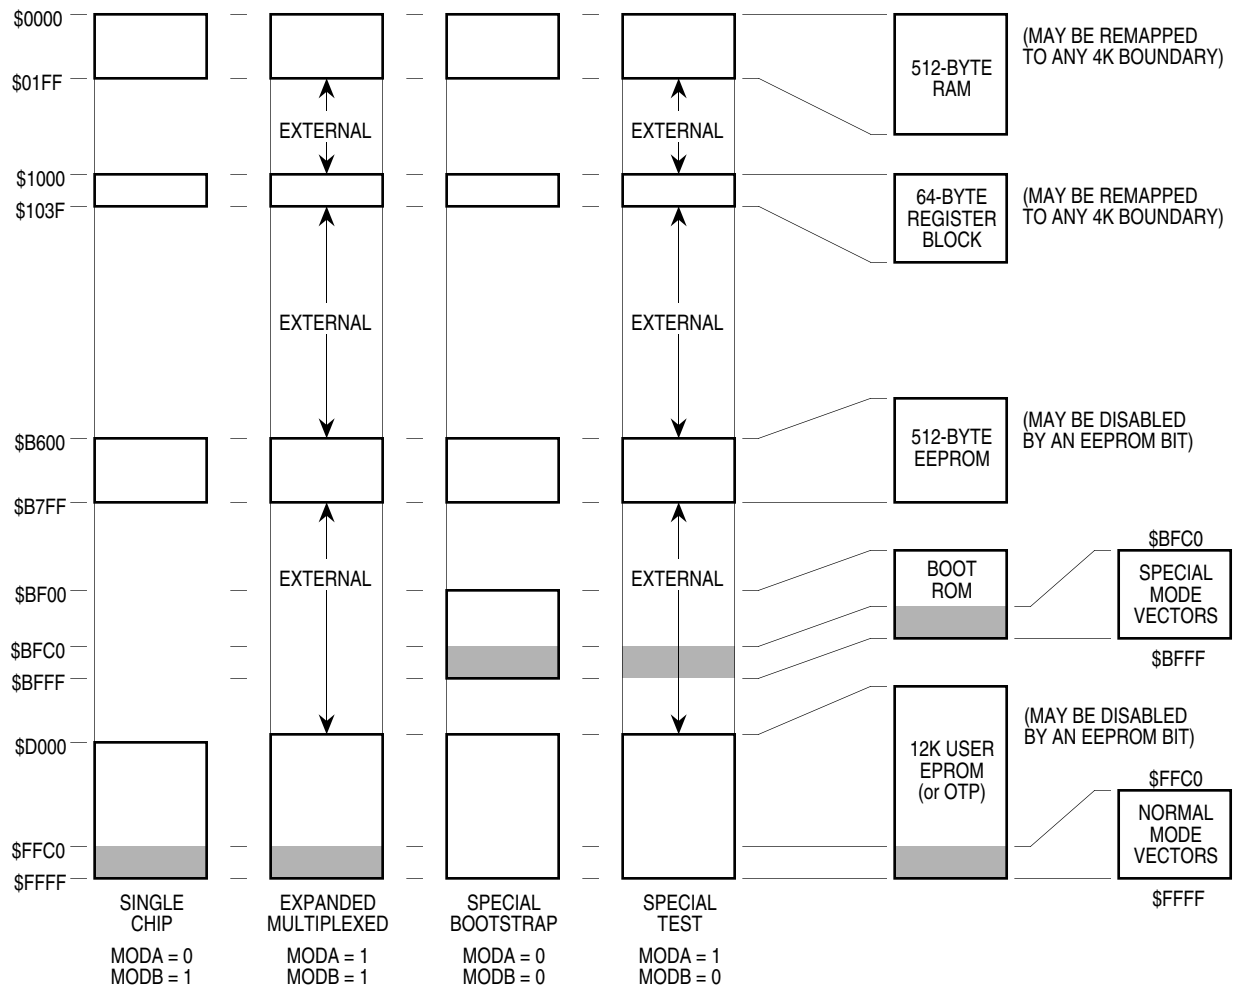 $0000
$01FF
$1000
$103F
$B600
$B7FF
$BF00
$BFC0
$BFFF
$D000
$FFC0
$FFFF
EXTERNAL
EXTERNAL
EXTERNAL
EXTERNAL
EXTERNAL
EXTERNAL
512-BYTE
RAM
(MAY BE REMAPPED
TO ANY 4K BOUNDARY)
64-BYTE
REGISTER
BLOCK
(MAY BE REMAPPED
TO ANY 4K BOUNDARY)
512-BYTE
EEPROM
(MAY BE DISABLED
BY AN EEPROM BIT)
BOOT
ROM
$BFC0
SPECIAL
MODE
VECTORS
$BFFF
12K USER
EPROM
(or OTP)
(MAY BE DISABLED
BY AN EEPROM BIT)
$FFC0
NORMAL
MODE
VECTORS
$FFFF
SINGLE
CHIP
MODA = 0
MODB = 1
EXPANDED
MULTIPLEXED
MODA = 1
MODB = 1
SPECIAL
BOOTSTRAP
MODA = 0
MODB = 0
SPECIAL
TEST
MODA = 1
MODB = 0